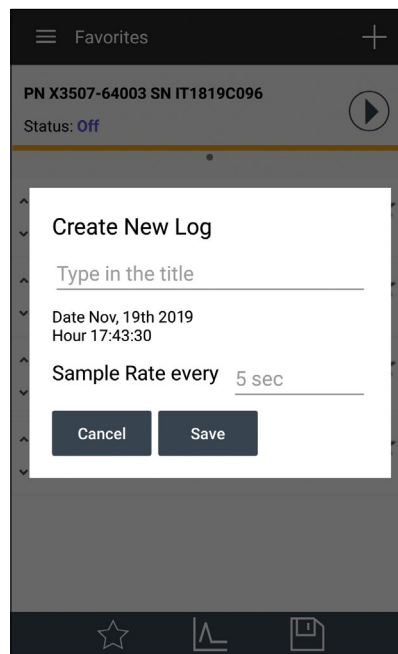 Favorites
PN X3507-64003 SN IT1819C096
Status: Off
Create New Log
Type in the title
Date Nov, 19th 2019
Hour 17:43:30
Sample Rate every 5 sec
Cancel Save